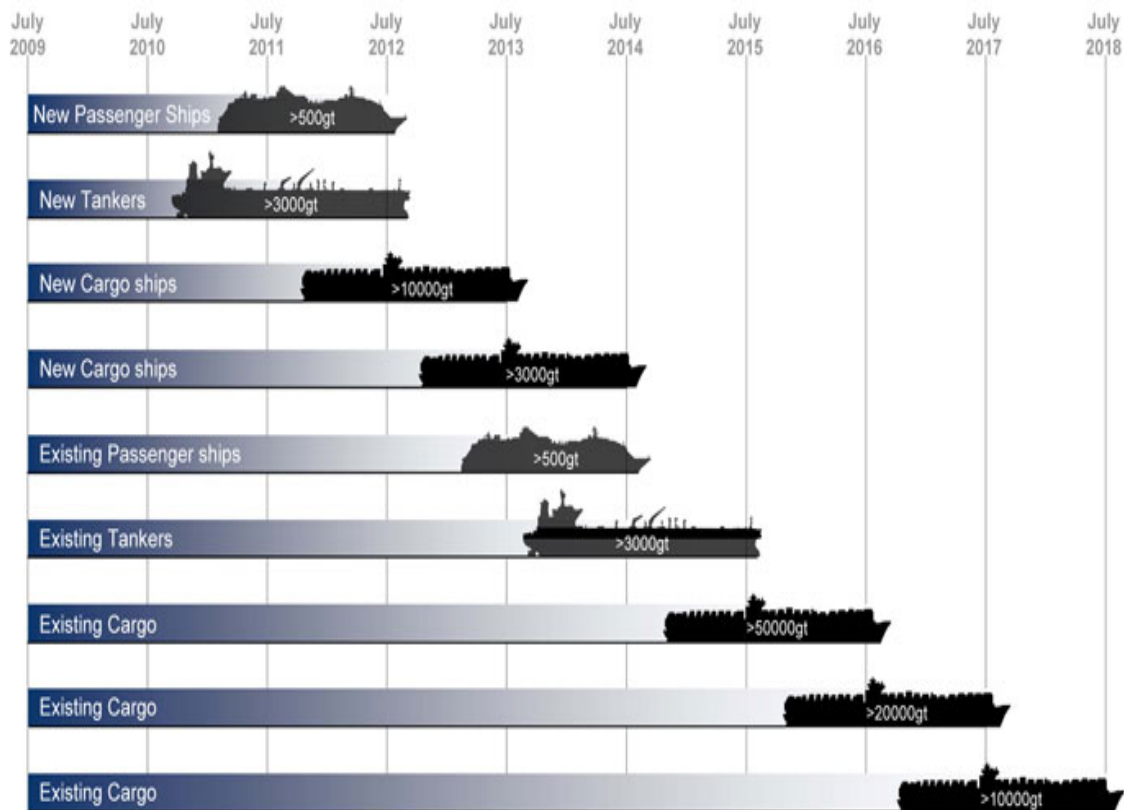 July July July July July July July July July July
2009 2010 2011 2012 2013 2014 2015 2016 2017 2018
New Passenger Ships >500gt
New Tankers >3000gt
New Cargo ships >10000gt
New Cargo ships >3000gt
Existing Passenger ships >500gt
Existing Tankers >3000gt
Existing Cargo >50000gt
Existing Cargo >20000gt
Existing Cargo >10000gt